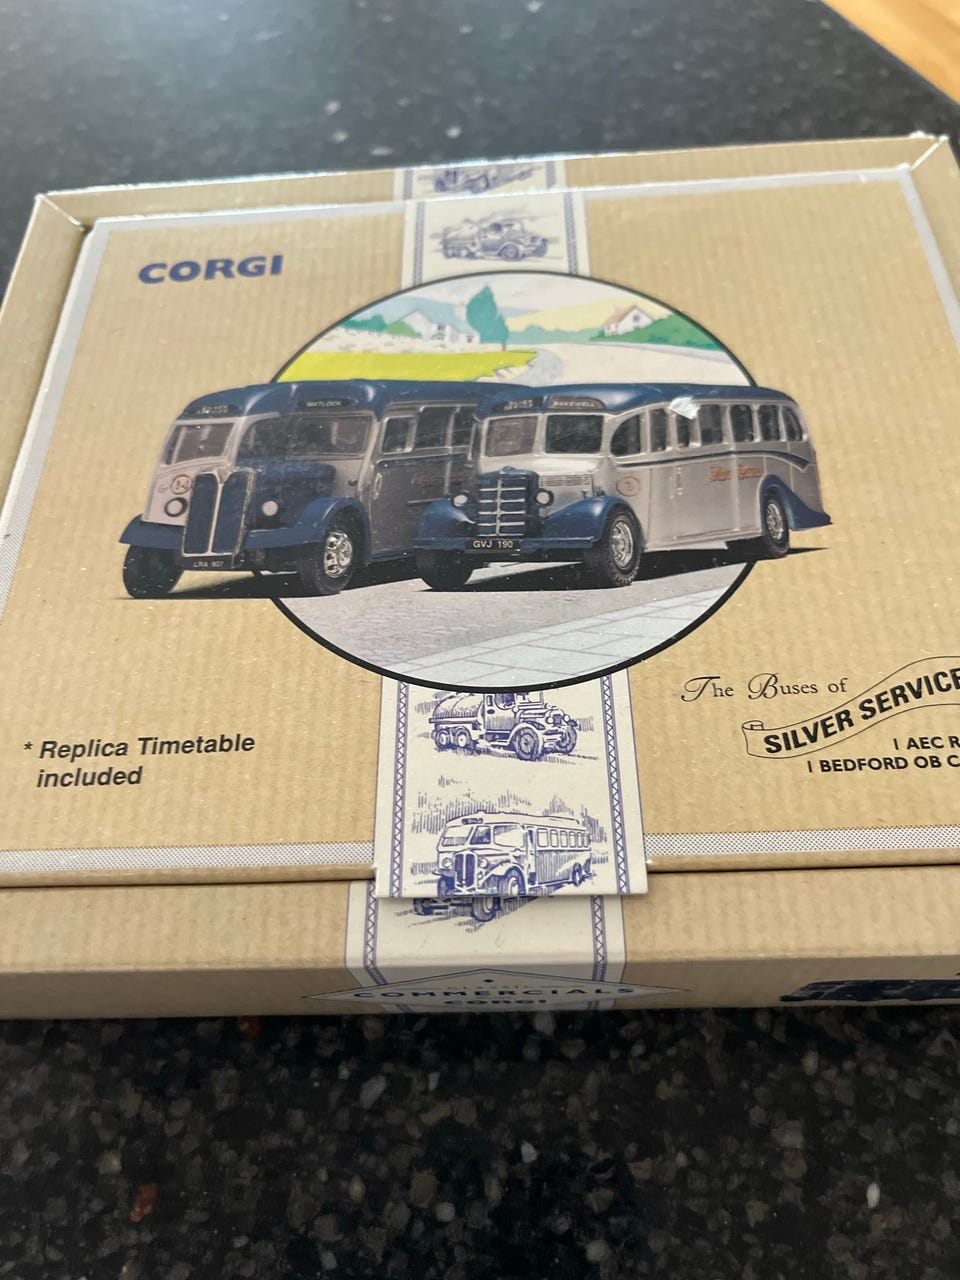 CORGI
MATLOCK
BAKEWELL
LRA 907
GVJ 190
The Buses of
SILVER SERVICE
* Replica Timetable
included
1 AEC R
1 BEDFORD OB C
COMMERCIALS
CORGI